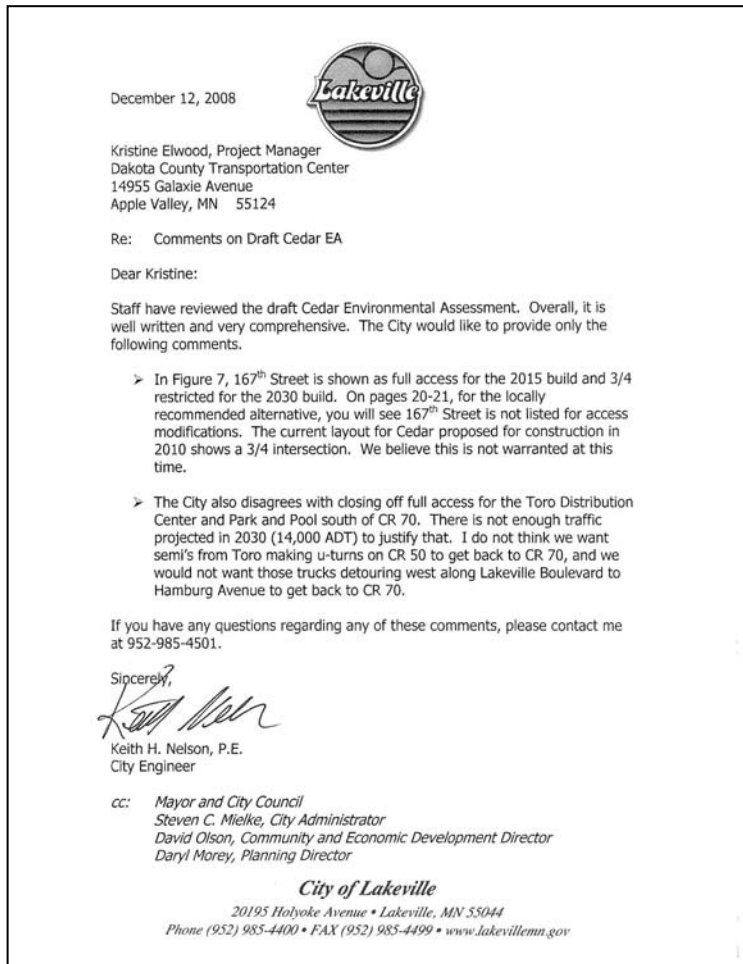 Lakeville
December 12, 2008
Kristine Elwood, Project Manager
Dakota County Transportation Center
14955 Galaxie Avenue
Apple Valley, MN 55124
Re: Comments on Draft Cedar EA
Dear Kristine:
Staff have reviewed the draft Cedar Environmental Assessment. Overall, it is
well written and very comprehensive. The City would like to provide only the
following comments.
➢ In Figure 7, 167th Street is shown as full access for the 2015 build and 3/4
restricted for the 2030 build. On pages 20-21, for the locally
recommended alternative, you will see 167th Street is not listed for access
modifications. The current layout for Cedar proposed for construction in
2010 shows a 3/4 intersection. We believe this is not warranted at this
time.
➢ The City also disagrees with closing off full access for the Toro Distribution
Center and Park and Pool south of CR 70. There is not enough traffic
projected in 2030 (14,000 ADT) to justify that. I do not think we want
semi's from Toro making u-turns on CR 50 to get back to CR 70, and we
would not want those trucks detouring west along Lakeville Boulevard to
Hamburg Avenue to get back to CR 70.
If you have any questions regarding any of these comments, please contact me
at 952-985-4501.
Sincerely,
Keith H. Nelson, P.E.
City Engineer
cc: Mayor and City Council
Steven C. Mielke, City Administrator
David Olson, Community and Economic Development Director
Daryl Morey, Planning Director
City of Lakeville
20195 Holyoke Avenue • Lakeville, MN 55044
Phone (952) 985-4400 • FAX (952) 985-4499 • www.lakevillemn.gov